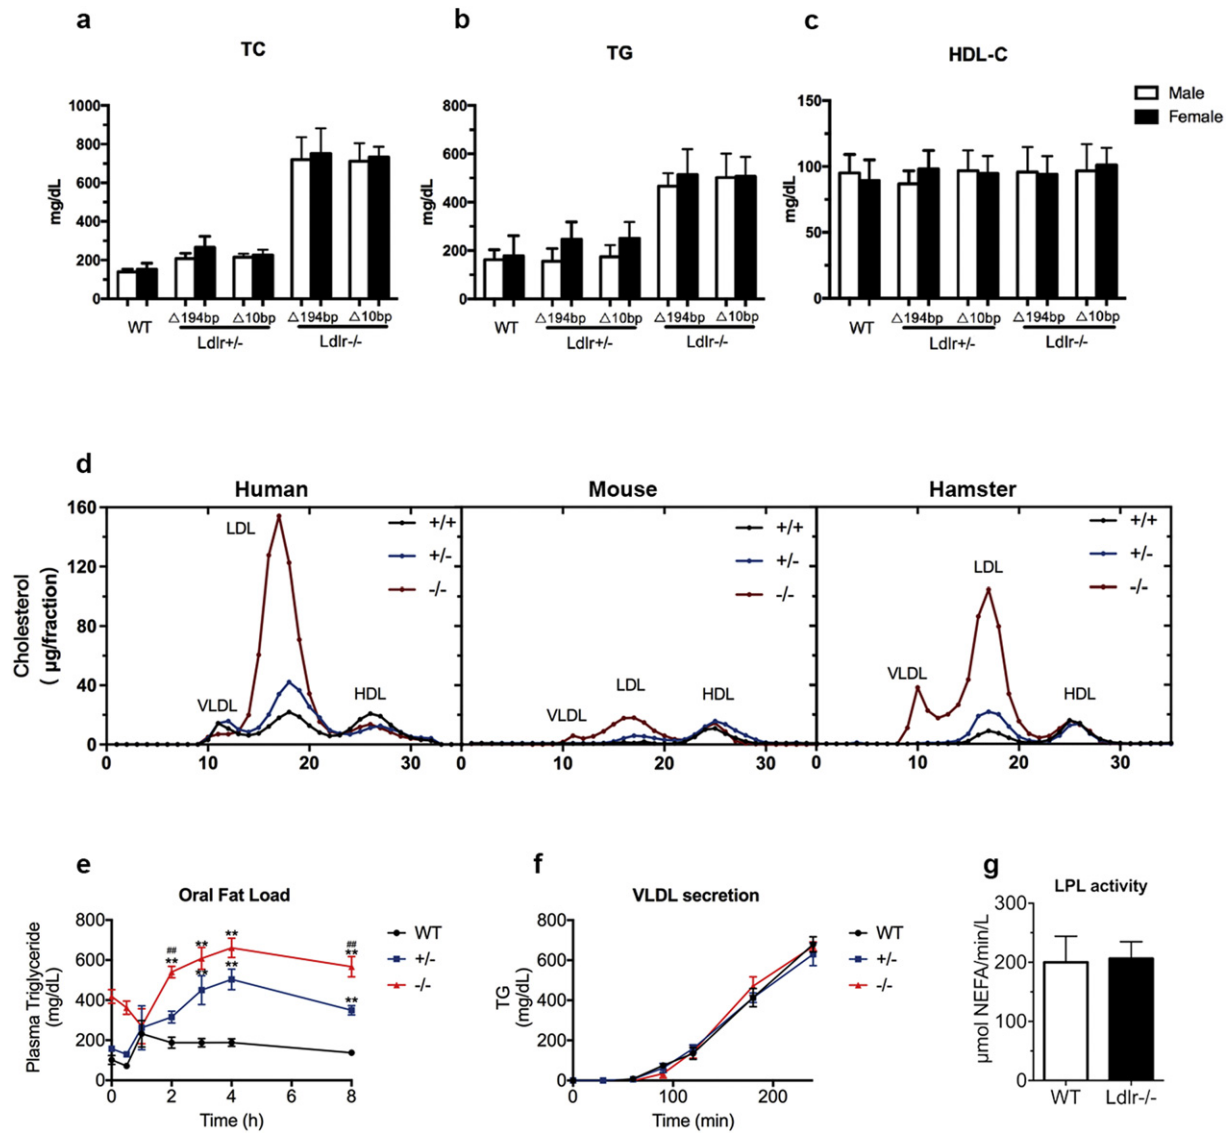 a
b
c
TC
TG
HDL-C
1000
800
600
400
200
0
mg/dL
WT
△194bp
△10bp
△194bp
△10bp
Ldlr+/-
Ldlr-/-
800
600
400
200
0
mg/dL
WT
△194bp
△10bp
△194bp
△10bp
Ldlr+/-
Ldlr-/-
150
100
50
0
mg/dL
WT
△194bp
△10bp
△194bp
△10bp
Ldlr+/-
Ldlr-/-
Male
Female
d
Human
Mouse
Hamster
Cholesterol
( µg/fraction)
160
120
80
40
0
LDL
VLDL
HDL
+/+
+/-
-/-
0
10
20
30
LDL
VLDL
HDL
+/+
+/-
-/-
0
10
20
30
LDL
VLDL
HDL
+/+
+/-
-/-
0
10
20
30
e
Oral Fat Load
Plasma Triglyceride
(mg/dL)
800
600
400
200
0
##
**
**
**
**
**
##
**
**
WT
+/-
-/-
0
2
4
6
8
Time (h)
f
VLDL secretion
TG
(mg/dL)
800
600
400
200
0
WT
+/-
-/-
0
100
200
Time (min)
g
LPL activity
µmol NEFA/min/L
300
200
100
0
WT
Ldlr-/-